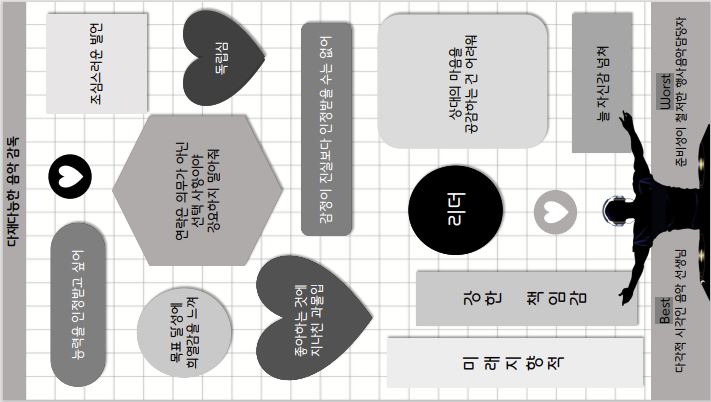 다재다능한 음악 감독
능력을 인정받고 싶어
조심스러운 발언
목표 달성에
희열감을 느껴
연락은 의무가 아닌
선택 사항이야
강요하지 말아줘
독립심
좋아하는 것에
지나친 과몰입
감정이 진실보다 인정받을 수는 없어
미래지향적
강한 책임감
리더
상대의 마음을
공감하는 건 어려워
늘 자신감 넘쳐
Best
다각적 시각인 음악 선생님
Worst
준비성이 철저한 행사음악담당자